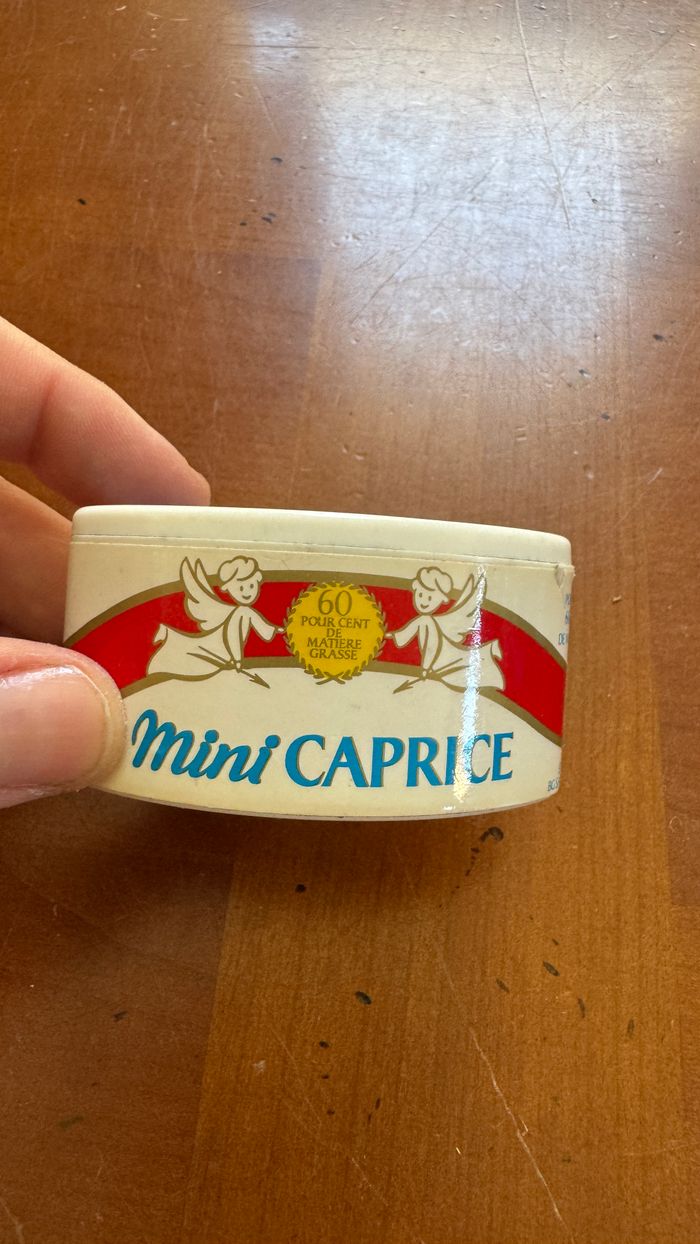 60
POUR CENT
DE
MATIÈRE
GRASSE
mini CAPRICE